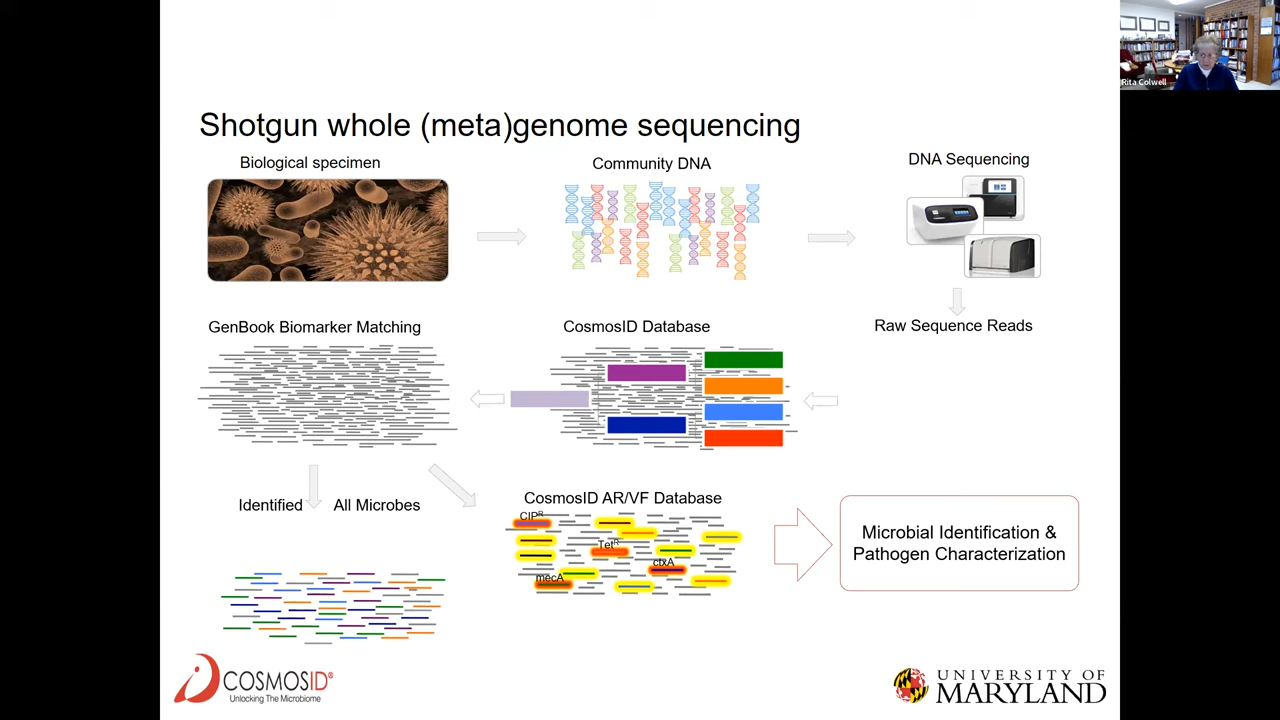 Rita Colwell
Shotgun whole (meta)genome sequencing
Biological specimen
Community DNA
DNA Sequencing
Raw Sequence Reads
CosmosID Database
GenBook Biomarker Matching
Identified All Microbes
CosmosID AR/VF Database
CIPᴿ
Tetᴿ
ctxA
mecA
Microbial Identification &
Pathogen Characterization
COSMOSID®
Unlocking The Microbiome
UNIVERSITY OF
MARYLAND